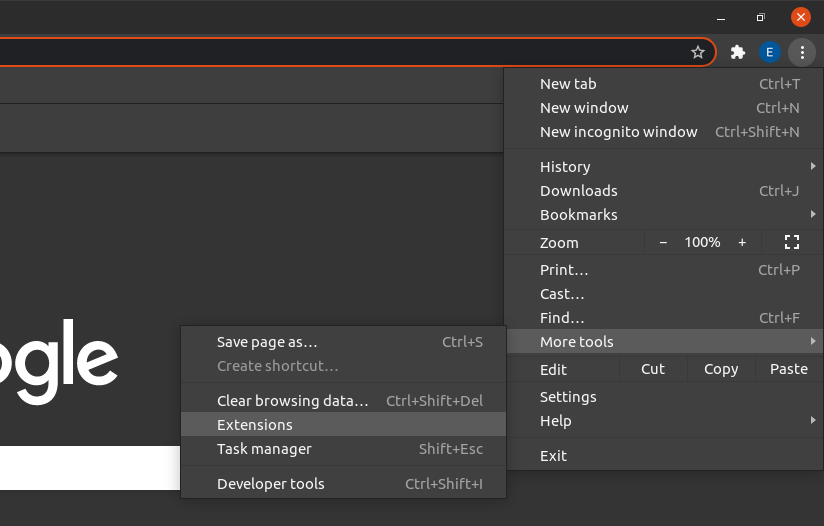 E
New tab Ctrl+T
New window Ctrl+N
New incognito window Ctrl+Shift+N
History
Downloads Ctrl+J
Bookmarks
Zoom − 100% +
Print… Ctrl+P
Cast…
Find… Ctrl+F
More tools
Edit Cut Copy Paste
Settings
Help
Exit
Save page as… Ctrl+S
Create shortcut…
Clear browsing data… Ctrl+Shift+Del
Extensions
Task manager Shift+Esc
Developer tools Ctrl+Shift+I
ogle